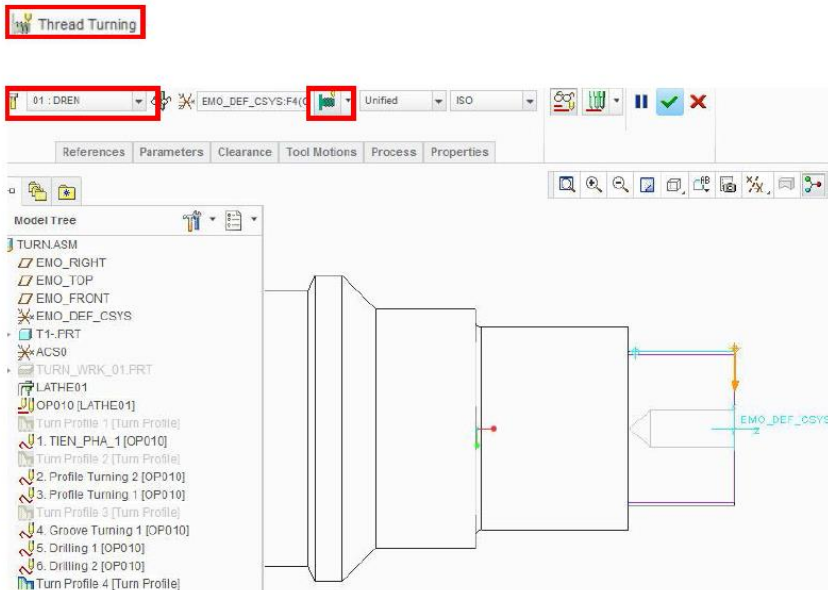 Thread Turning
01 : DREN EMO_DEF_CSYS:F4(C Unified ISO
References Parameters Clearance Tool Motions Process Properties
Model Tree
TURN.ASM
EMO_RIGHT
EMO_TOP
EMO_FRONT
EMO_DEF_CSYS
T1-.PRT
ACS0
TURN_WRK_01.PRT
LATHE01
OP010 [LATHE01]
Turn Profile 1 [Turn Profile]
1. TIEN_PHA_1 [OP010]
Turn Profile 2 [Turn Profile]
2. Profile Turning 2 [OP010]
3. Profile Turning 1 [OP010]
Turn Profile 3 [Turn Profile]
4. Groove Turning 1 [OP010]
5. Drilling 1 [OP010]
6. Drilling 2 [OP010]
Turn Profile 4 [Turn Profile]
EMO_DEF_CSYS
Z